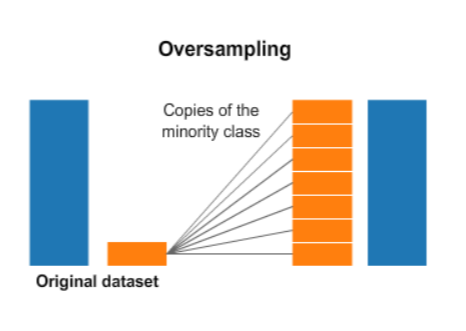 Oversampling
Copies of the
minority class
Original dataset